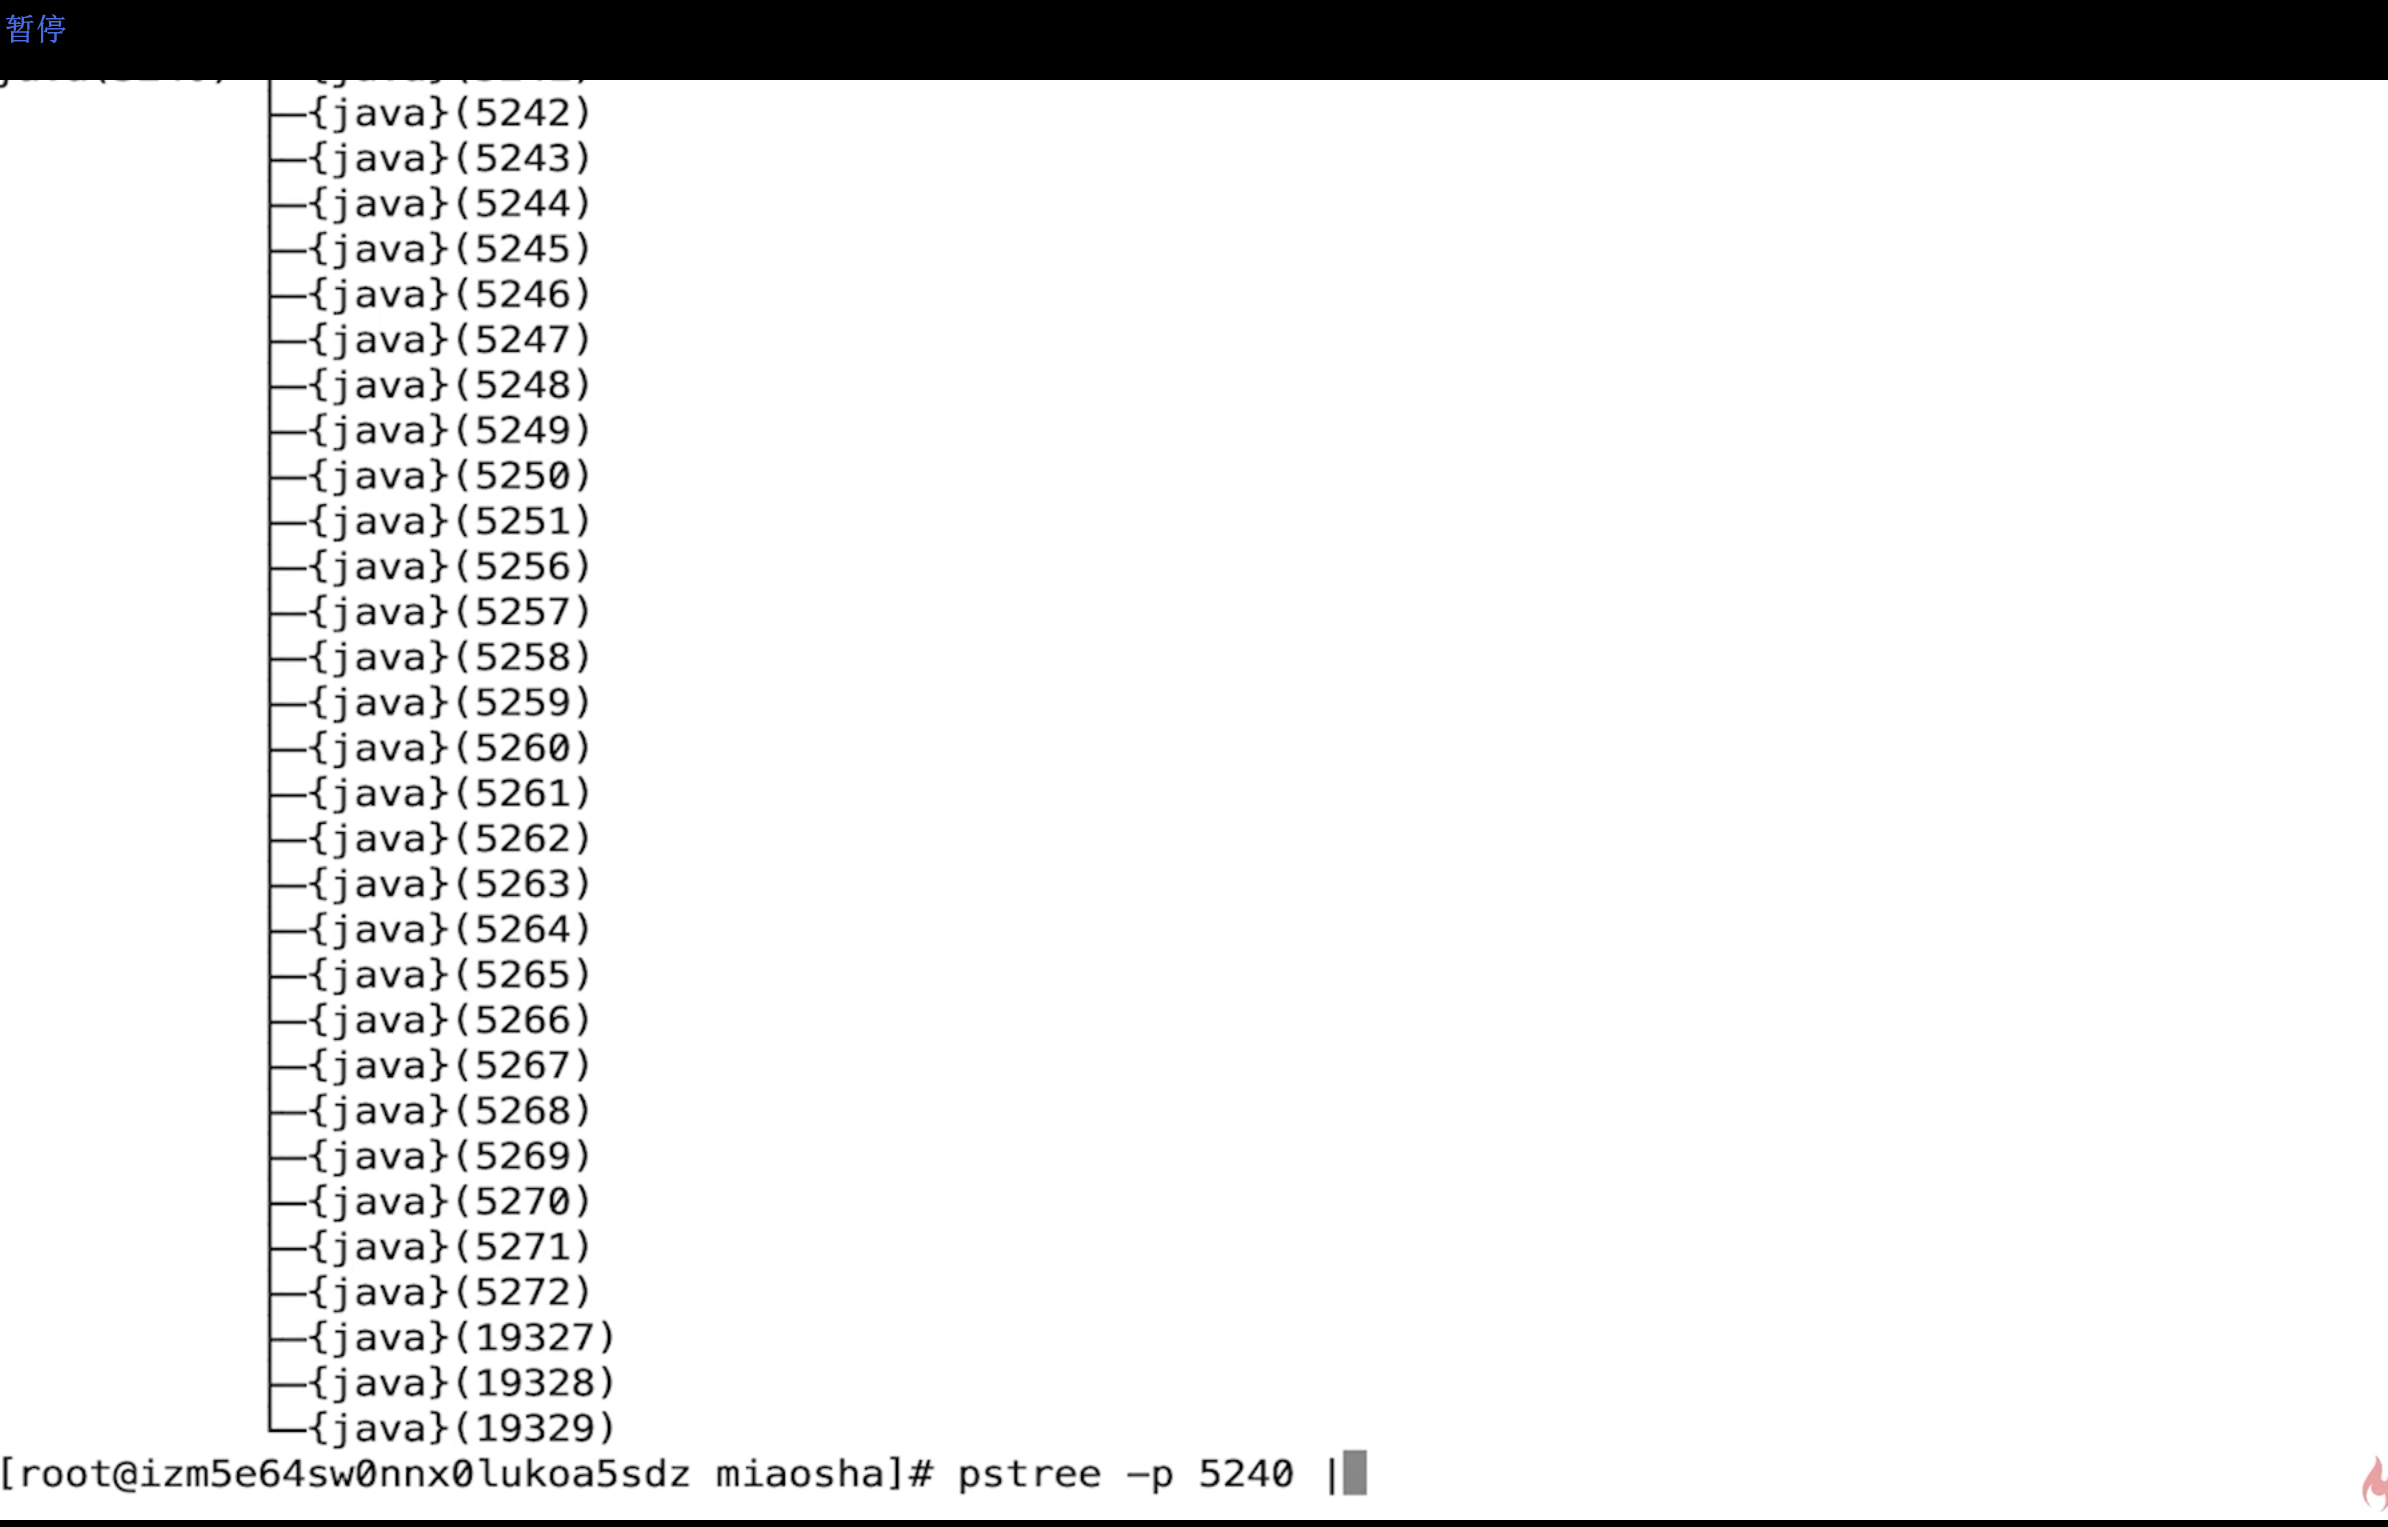 暂停
├─{java}(5242)
├─{java}(5243)
├─{java}(5244)
├─{java}(5245)
├─{java}(5246)
├─{java}(5247)
├─{java}(5248)
├─{java}(5249)
├─{java}(5250)
├─{java}(5251)
├─{java}(5256)
├─{java}(5257)
├─{java}(5258)
├─{java}(5259)
├─{java}(5260)
├─{java}(5261)
├─{java}(5262)
├─{java}(5263)
├─{java}(5264)
├─{java}(5265)
├─{java}(5266)
├─{java}(5267)
├─{java}(5268)
├─{java}(5269)
├─{java}(5270)
├─{java}(5271)
├─{java}(5272)
├─{java}(19327)
├─{java}(19328)
└─{java}(19329)
[root@izm5e64sw0nnx0lukoa5sdz miaosha]# pstree -p 5240 |